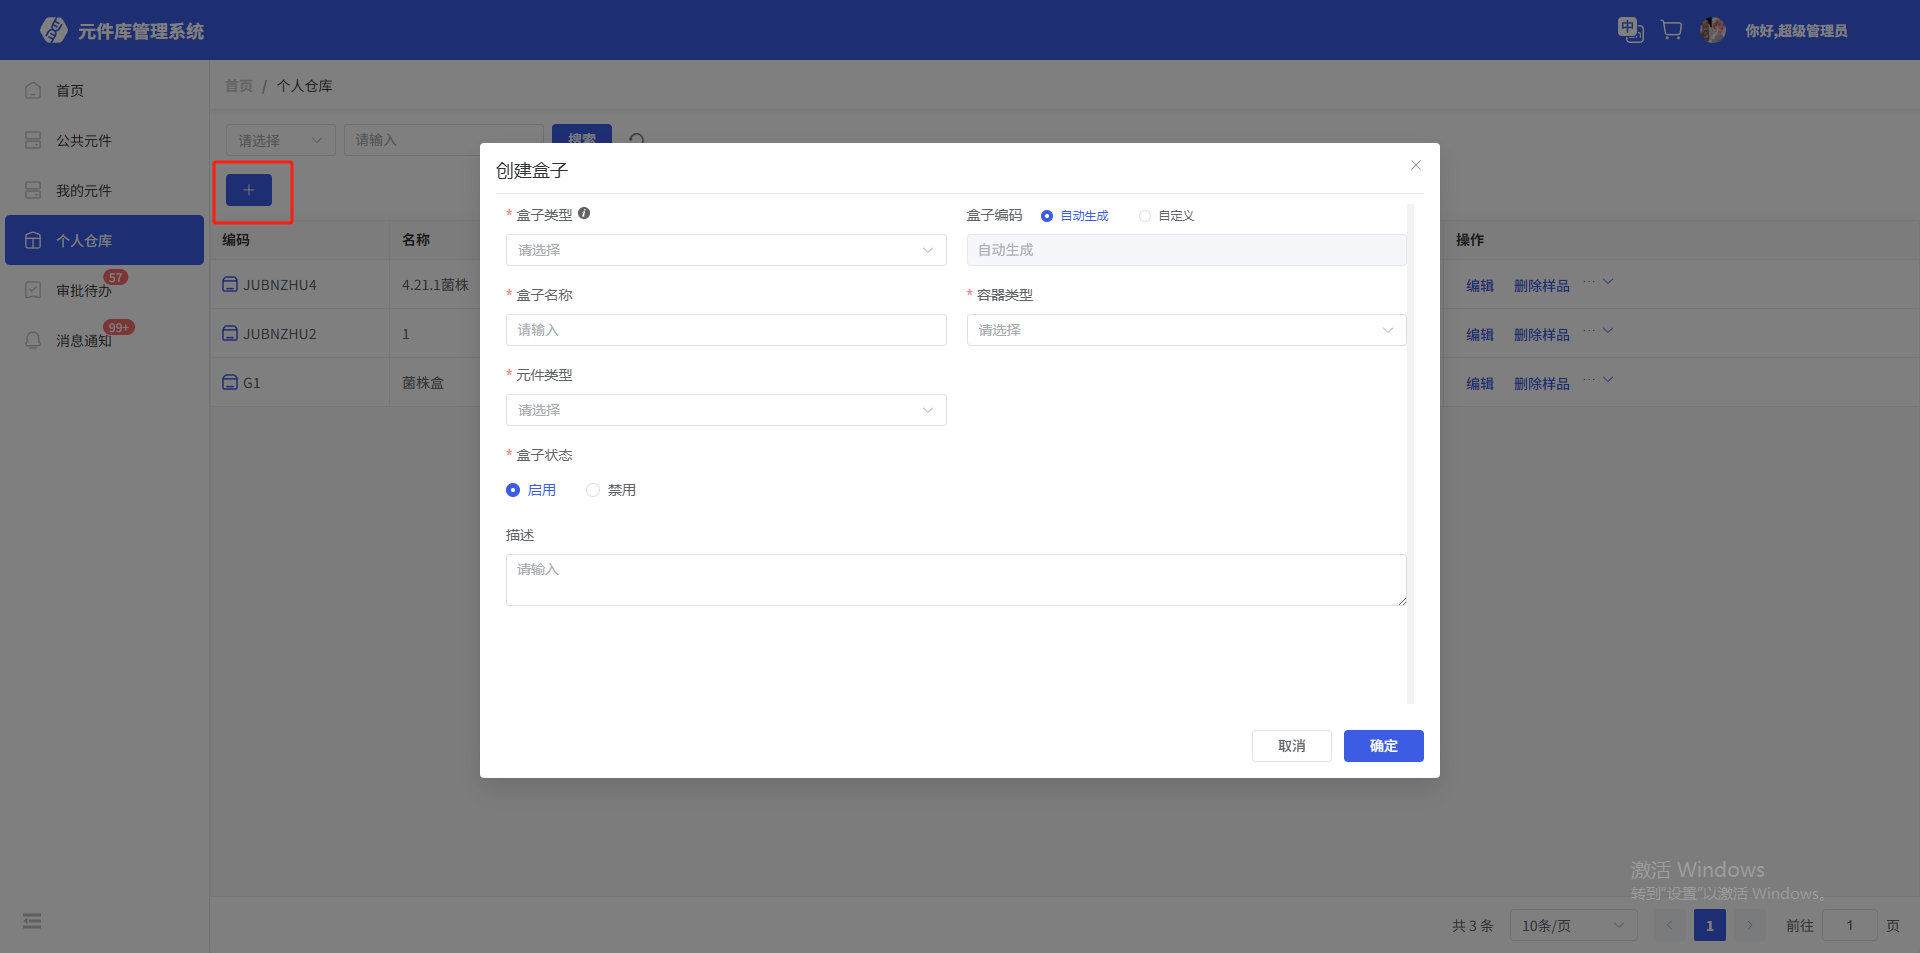 元件库管理系统
中
你好,超级管理员
首页
公共元件
我的元件
个人仓库
审批待办
57
消息通知
99+
首页 / 个人仓库
请选择
请输入
搜索
编码
名称
操作
JUBNZHU4
4.21.1菌株
编辑
删除样品
JUBNZHU2
1
编辑
删除样品
G1
菌株盒
编辑
删除样品
创建盒子
* 盒子类型
请选择
盒子编码
自动生成
自定义
自动生成
* 盒子名称
请输入
* 容器类型
请选择
* 元件类型
请选择
* 盒子状态
启用
禁用
描述
请输入
取消
确定
激活 Windows
转到“设置”以激活 Windows。
共 3 条
10条/页
1
前往
1
页